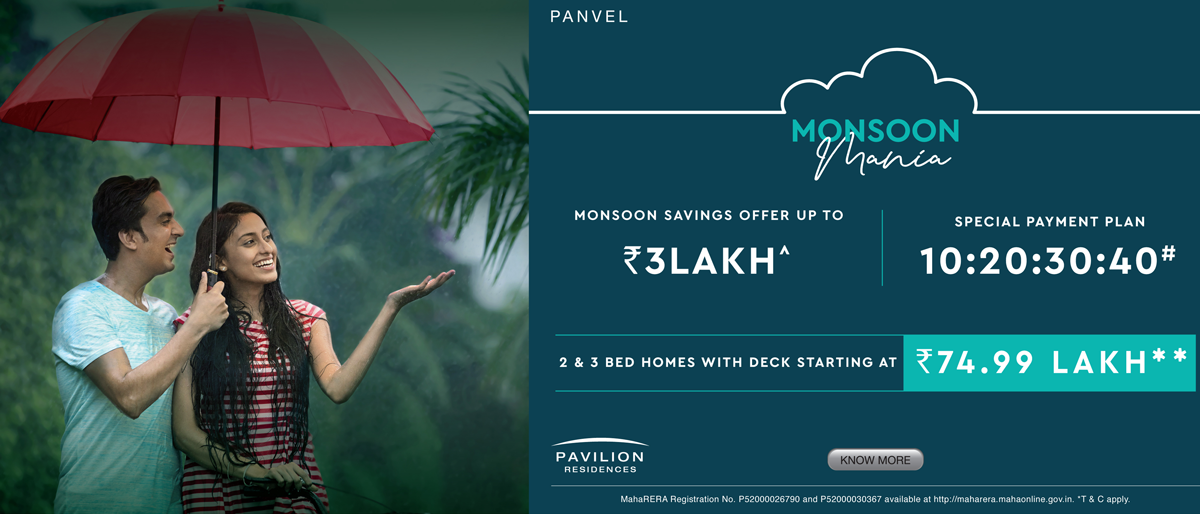 PANVEL
MONSOON
Mania
MONSOON SAVINGS OFFER UP TO
₹3LAKH^
SPECIAL PAYMENT PLAN
10:20:30:40#
2 & 3 BED HOMES WITH DECK STARTING AT ₹74.99 LAKH**
PAVILION
RESIDENCES
KNOW MORE
MahaRERA Registration No. P52000026790 and P52000030367 available at http://maharera.mahaonline.gov.in. *T & C apply.